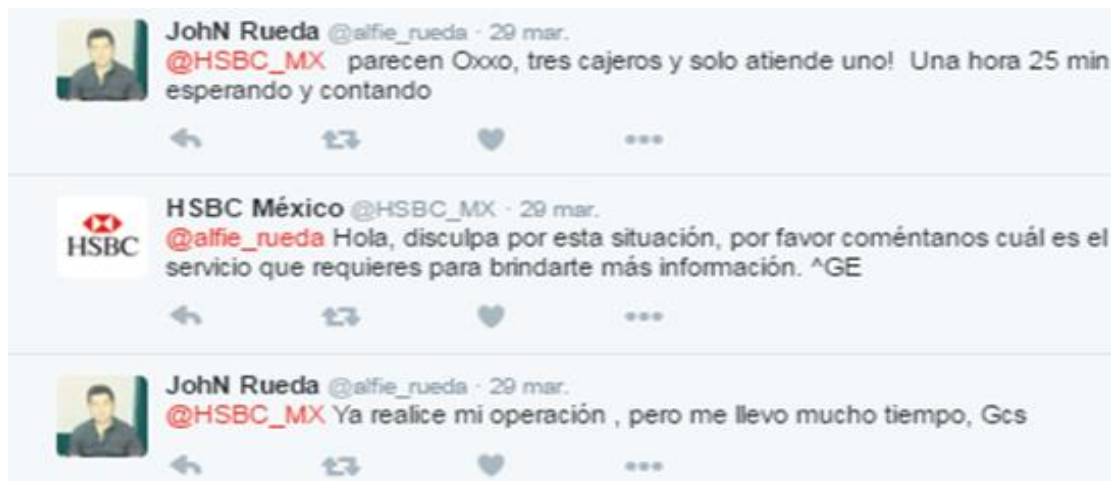 JohN Rueda @alfie_rueda · 29 mar.
@HSBC_MX parecen Oxxo, tres cajeros y solo atiende uno! Una hora 25 min
esperando y contando
HSBC México @HSBC_MX · 29 mar.
HSBC
@alfie_rueda Hola, disculpa por esta situación, por favor coméntanos cuál es el
servicio que requieres para brindarte más información. ^GE
JohN Rueda @alfie_rueda · 29 mar.
@HSBC_MX Ya realice mi operación , pero me llevo mucho tiempo, Gcs